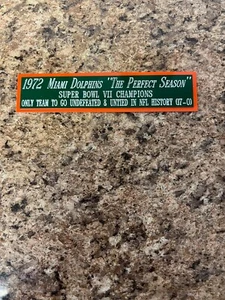 1972 MIAMI DOLPHINS "THE PERFECT SEASON"
SUPER BOWL VII CHAMPIONS
ONLY TEAM TO GO UNDEFEATED & UNTIED IN NFL HISTORY (17-0)